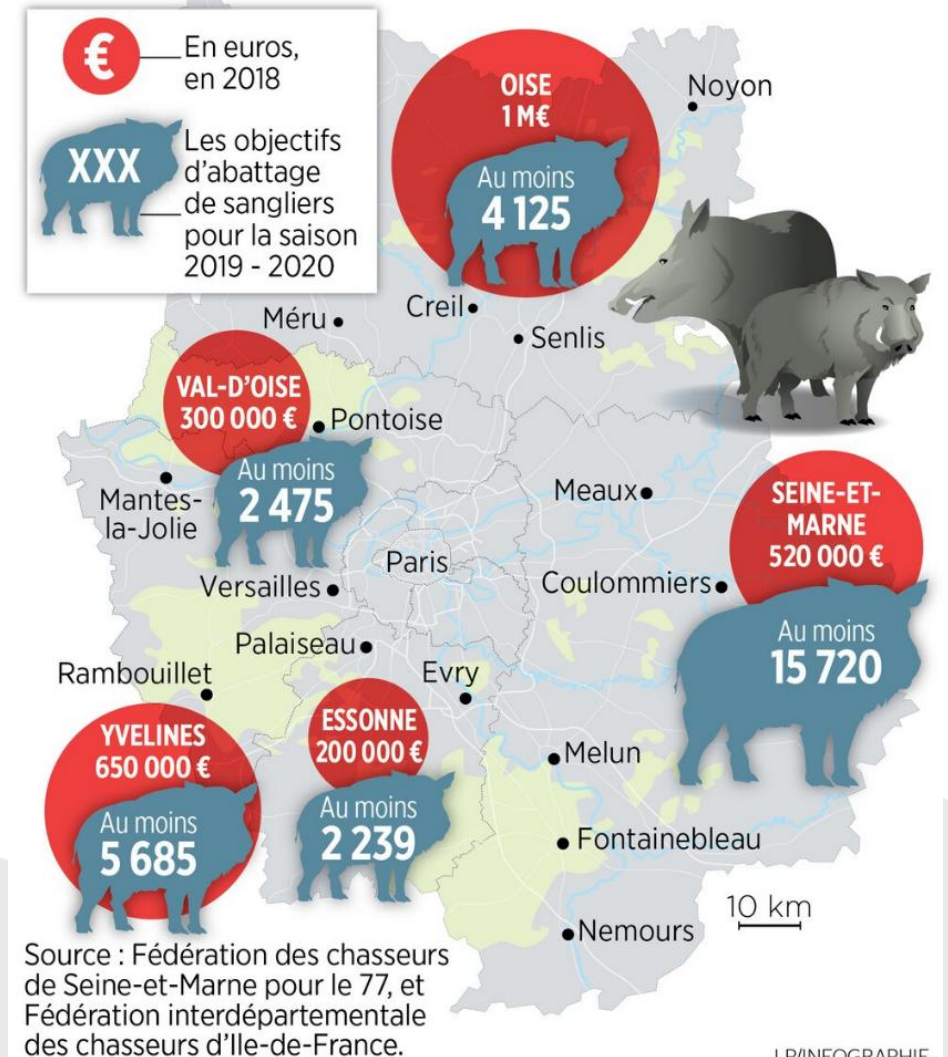 €
En euros,
en 2018
XXX
Les objectifs
d'abattage
de sangliers
pour la saison
2019 - 2020
OISE
1 M€
Au moins
4 125
Noyon
Méru
Creil
Senlis
VAL-D'OISE
300 000 €
Pontoise
Au moins
2 475
Mantes-
la-Jolie
Meaux
SEINE-ET-
MARNE
520 000 €
Paris
Versailles
Coulommiers
Au moins
15 720
Palaiseau
Rambouillet
Evry
YVELINES
650 000 €
Au moins
5 685
ESSONNE
200 000 €
Au moins
2 239
Melun
Fontainebleau
10 km
Nemours
Source : Fédération des chasseurs
de Seine-et-Marne pour le 77, et
Fédération interdépartementale
des chasseurs d'Ile-de-France.
LP/INFOGRAPHIE